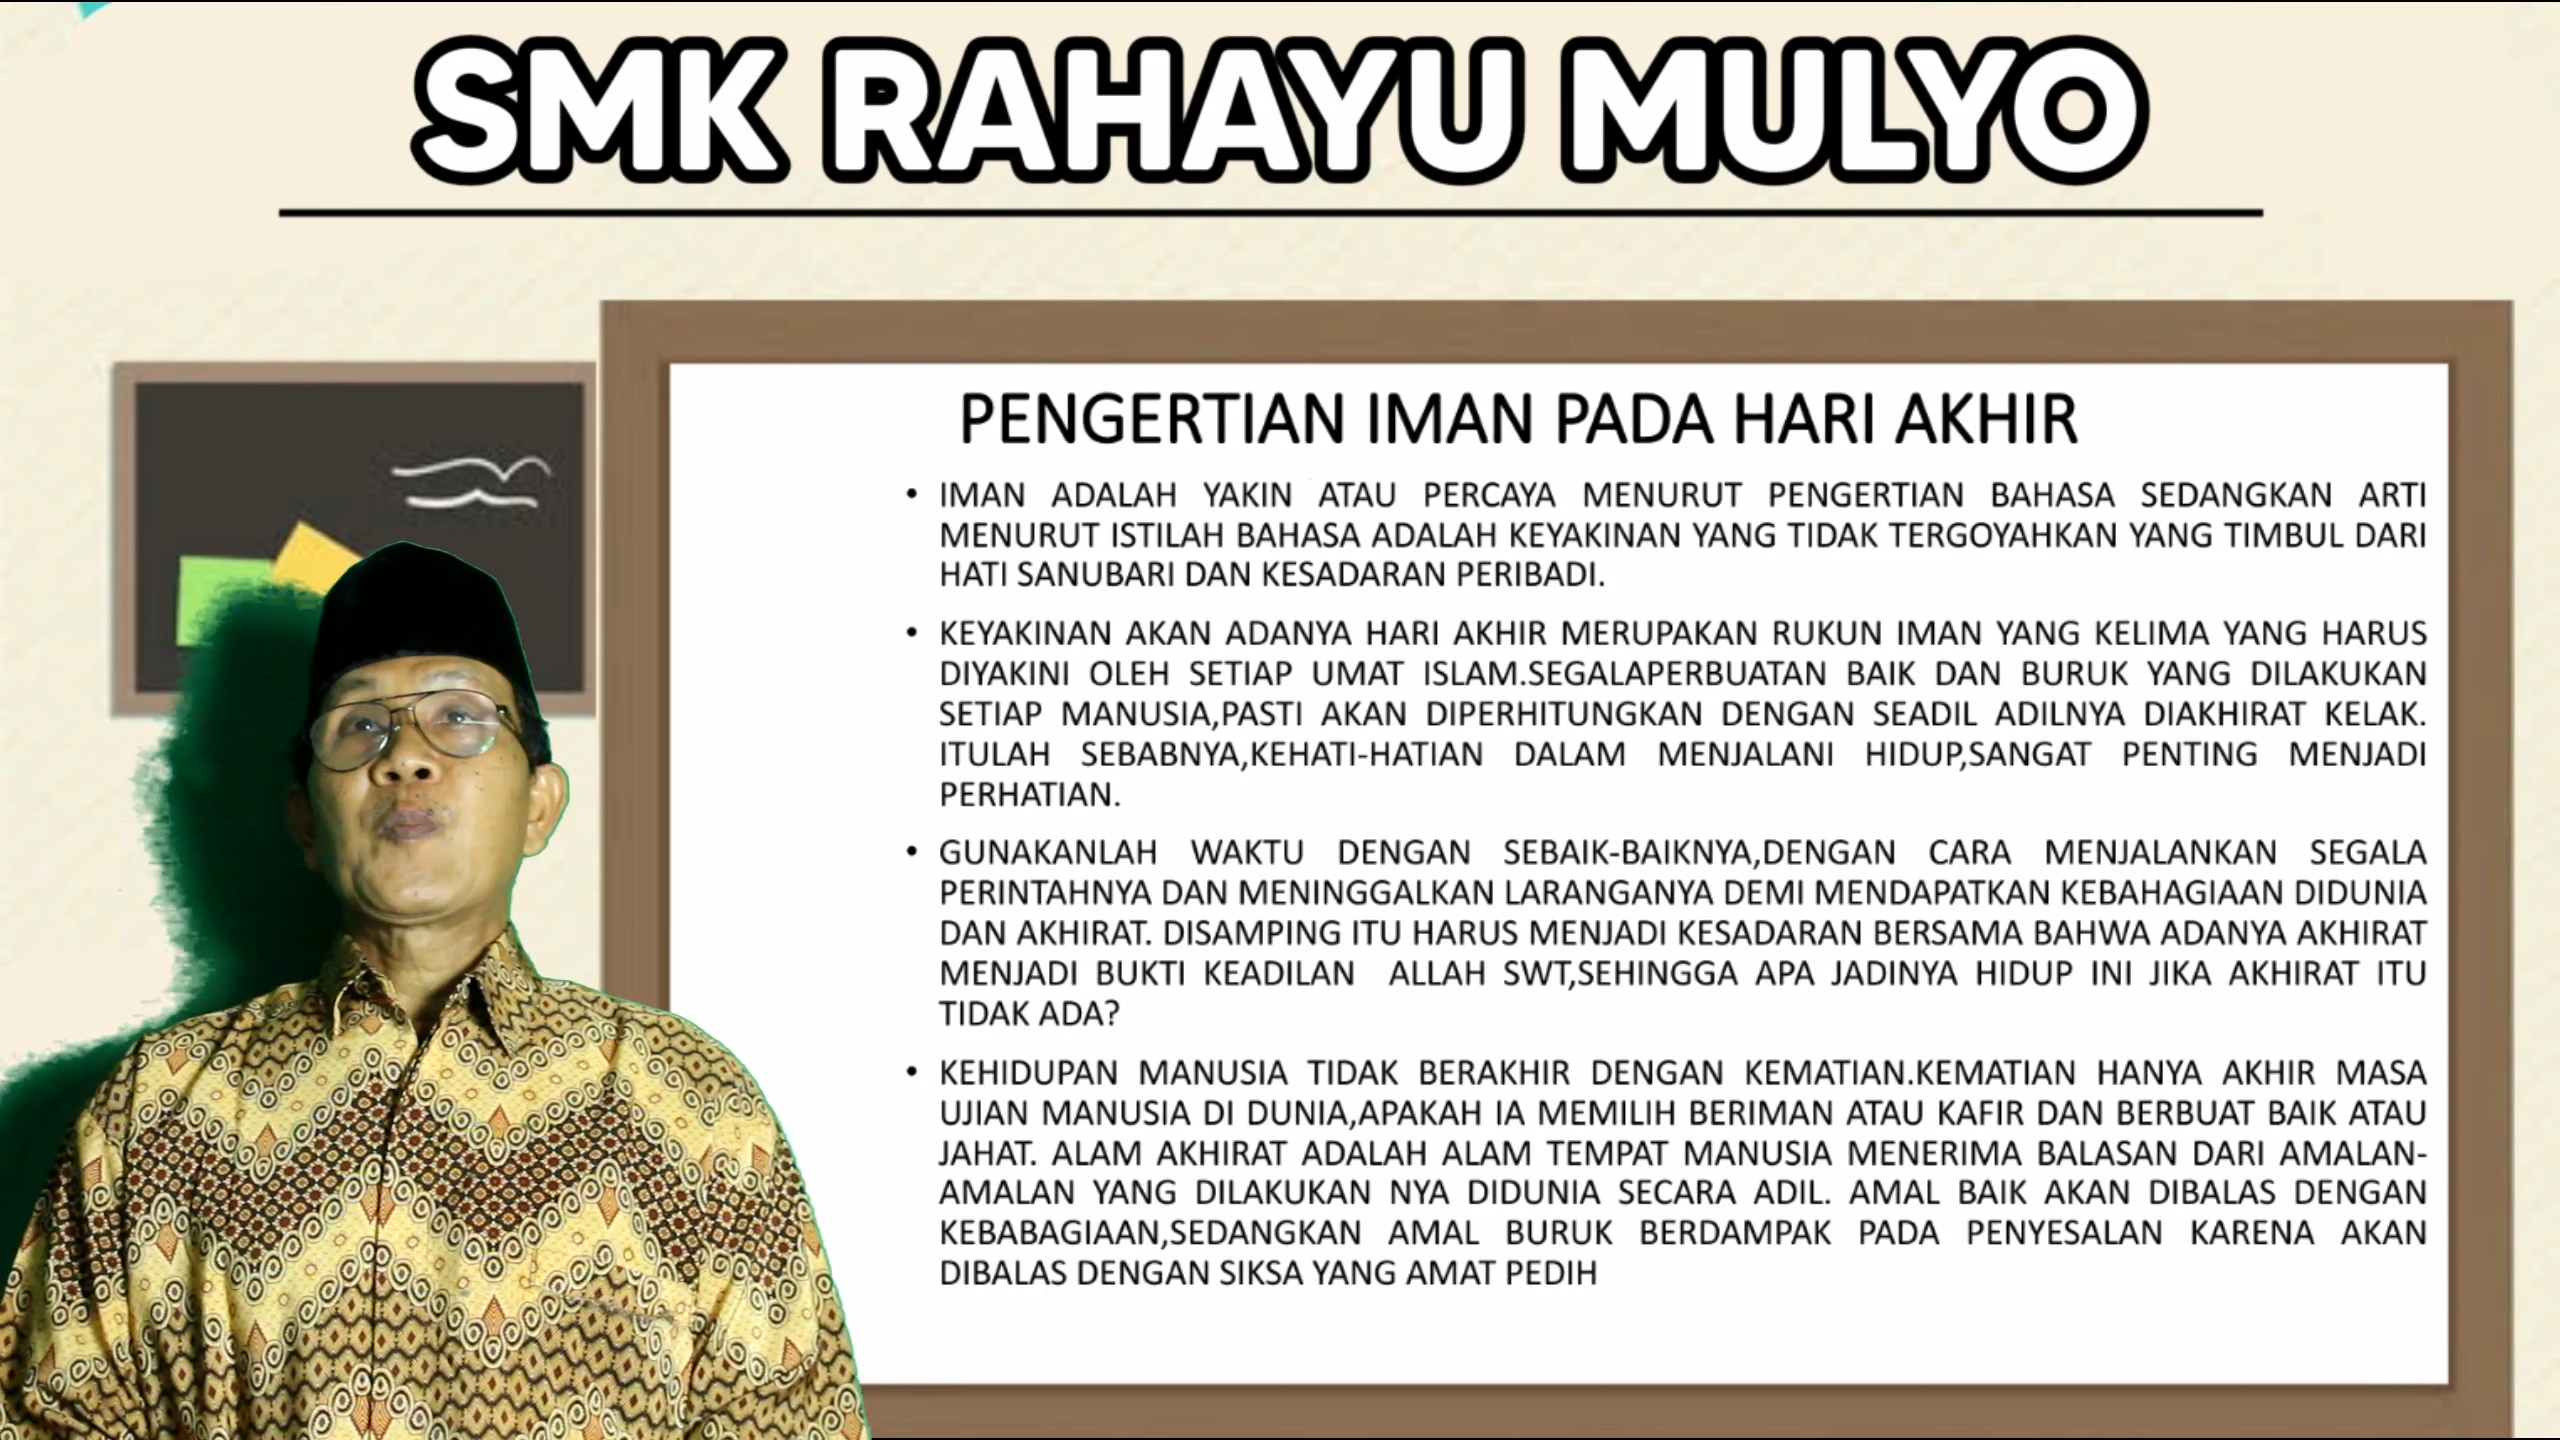 SMK RAHAYU MULYO
PENGERTIAN IMAN PADA HARI AKHIR
• IMAN ADALAH YAKIN ATAU PERCAYA MENURUT PENGERTIAN BAHASA SEDANGKAN ARTI
MENURUT ISTILAH BAHASA ADALAH KEYAKINAN YANG TIDAK TERGOYAHKAN YANG TIMBUL DARI
HATI SANUBARI DAN KESADARAN PERIBADI.
• KEYAKINAN AKAN ADANYA HARI AKHIR MERUPAKAN RUKUN IMAN YANG KELIMA YANG HARUS
DIYAKINI OLEH SETIAP UMAT ISLAM.SEGALAPERBUATAN BAIK DAN BURUK YANG DILAKUKAN
SETIAP MANUSIA,PASTI AKAN DIPERHITUNGKAN DENGAN SEADIL ADILNYA DIAKHIRAT KELAK.
ITULAH SEBABNYA,KEHATI-HATIAN DALAM MENJALANI HIDUP,SANGAT PENTING MENJADI
PERHATIAN.
• GUNAKANLAH WAKTU DENGAN SEBAIK-BAIKNYA,DENGAN CARA MENJALANKAN SEGALA
PERINTAHNYA DAN MENINGGALKAN LARANGANYA DEMI MENDAPATKAN KEBAHAGIAAN DIDUNIA
DAN AKHIRAT. DISAMPING ITU HARUS MENJADI KESADARAN BERSAMA BAHWA ADANYA AKHIRAT
MENJADI BUKTI KEADILAN ALLAH SWT,SEHINGGA APA JADINYA HIDUP INI JIKA AKHIRAT ITU
TIDAK ADA?
• KEHIDUPAN MANUSIA TIDAK BERAKHIR DENGAN KEMATIAN.KEMATIAN HANYA AKHIR MASA
UJIAN MANUSIA DI DUNIA,APAKAH IA MEMILIH BERIMAN ATAU KAFIR DAN BERBUAT BAIK ATAU
JAHAT. ALAM AKHIRAT ADALAH ALAM TEMPAT MANUSIA MENERIMA BALASAN DARI AMALAN-
AMALAN YANG DILAKUKAN NYA DIDUNIA SECARA ADIL. AMAL BAIK AKAN DIBALAS DENGAN
KEBABAGIAAN,SEDANGKAN AMAL BURUK BERDAMPAK PADA PENYESALAN KARENA AKAN
DIBALAS DENGAN SIKSA YANG AMAT PEDIH